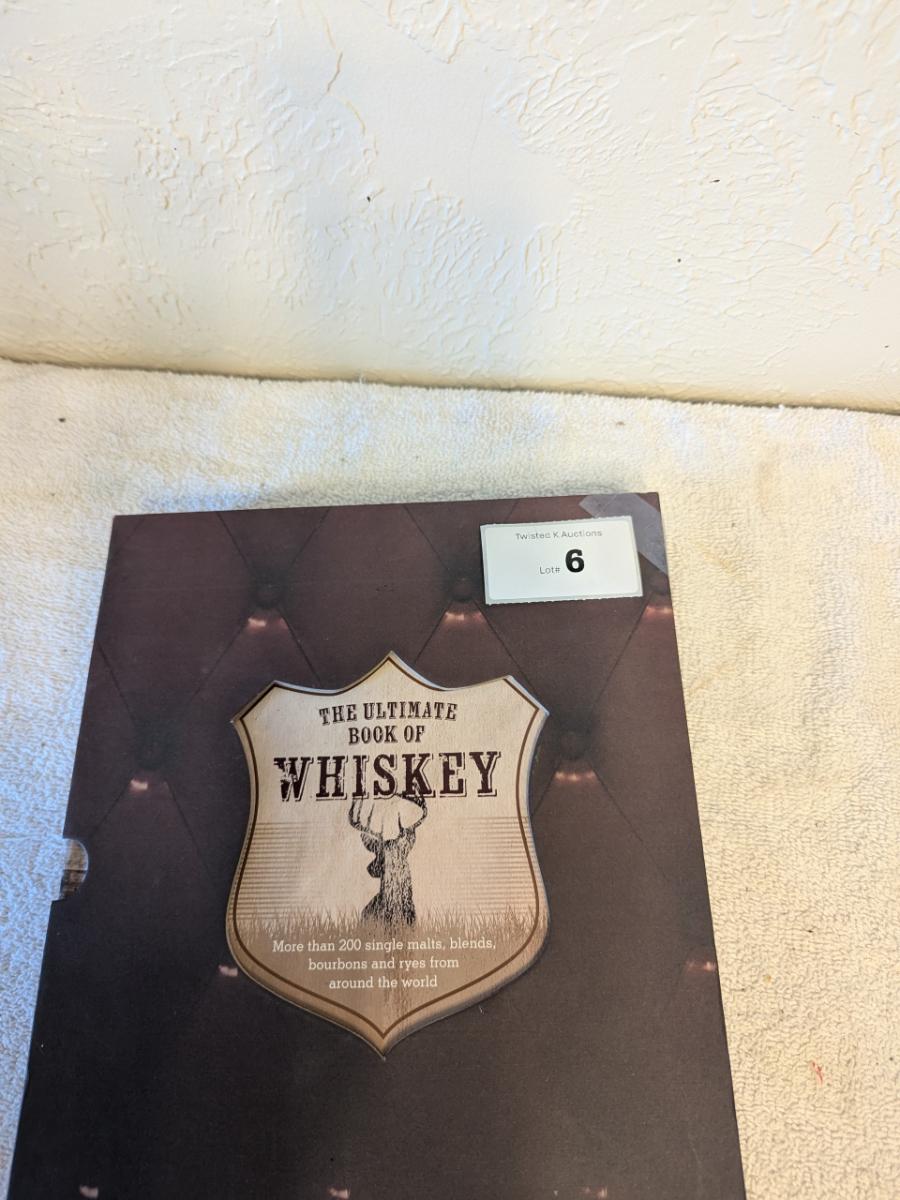 Twisted K Auctions
Lot# 6
THE ULTIMATE
BOOK OF
WHISKEY
More than 200 single malts, blends,
bourbons and ryes from
around the world